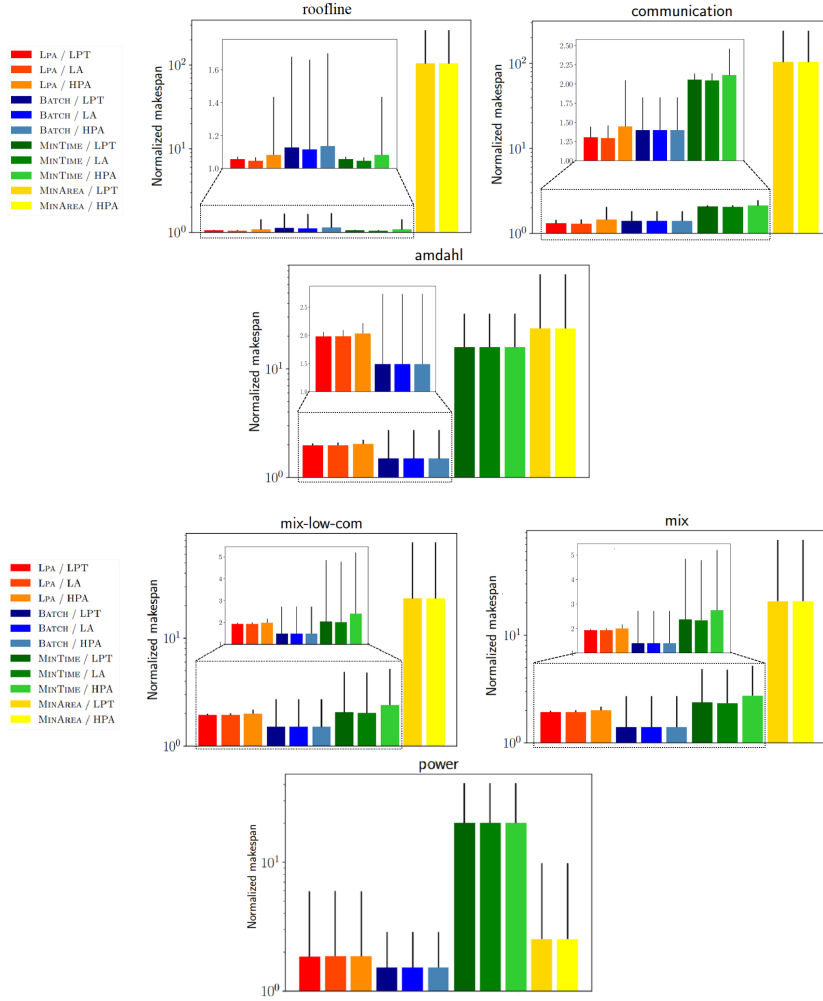 roofline
communication
LPA / LPT
LPA / LA
LPA / HPA
BATCH / LPT
BATCH / LA
BATCH / HPA
MINTIME / LPT
MINTIME / LA
MINTIME / HPA
MINAREA / LPT
MINAREA / HPA
Normalized makespan
10²
10¹
10⁰
1.6
1.4
1.2
1.0
Normalized makespan
10²
10¹
10⁰
2.50
2.25
2.00
1.75
1.50
1.25
1.00
amdahl
Normalized makespan
10¹
10⁰
2.5
2.0
1.5
1.0
mix-low-com
mix
LPA / LPT
LPA / LA
LPA / HPA
BATCH / LPT
BATCH / LA
BATCH / HPA
MINTIME / LPT
MINTIME / LA
MINTIME / HPA
MINAREA / LPT
MINAREA / HPA
Normalized makespan
10¹
10⁰
5
4
3
2
Normalized makespan
10¹
10⁰
5
4
3
2
1
power
Normalized makespan
10¹
10⁰